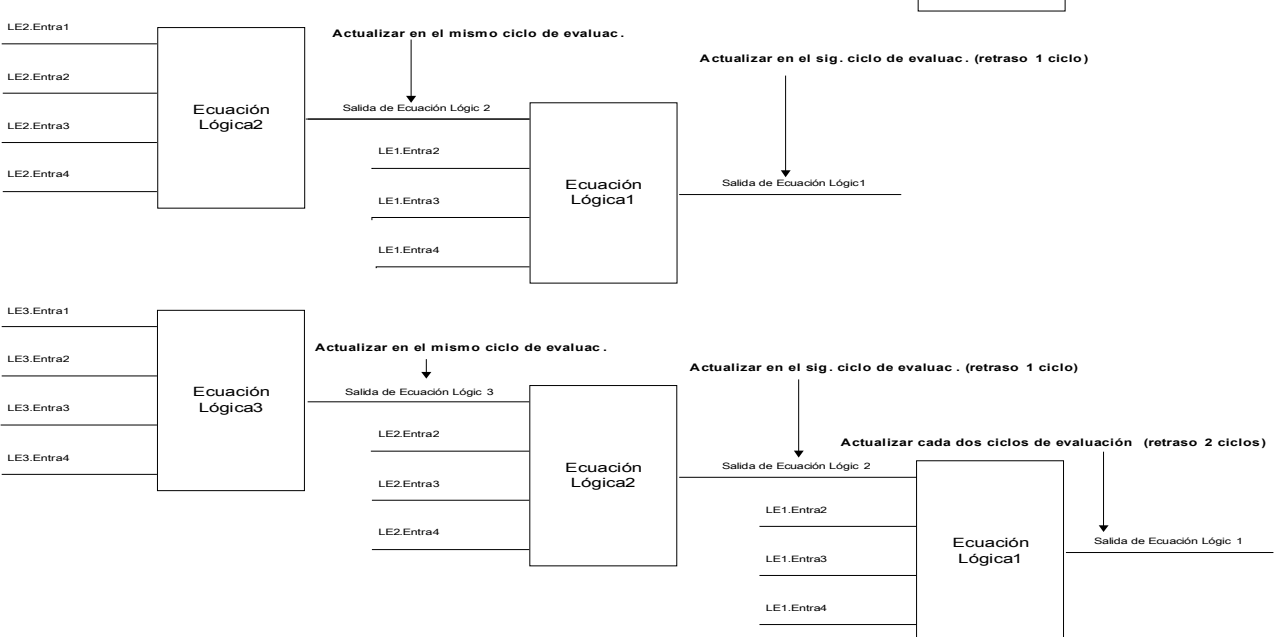 LE2.Entra1
Actualizar en el mismo ciclo de evaluac.
Actualizar en el sig. ciclo de evaluac. (retraso 1 ciclo)
LE2.Entra2
Ecuación
Lógica2
Salida de Ecuación Lógic 2
LE2.Entra3
LE1.Entra2
LE2.Entra4
Ecuación
Lógica1
Salida de Ecuación Lógic1
LE1.Entra3
LE1.Entra4
LE3.Entra1
Actualizar en el mismo ciclo de evaluac.
LE3.Entra2
Actualizar en el sig. ciclo de evaluac. (retraso 1 ciclo)
Ecuación
Lógica3
Salida de Ecuación Lógic 3
LE3.Entra3
LE2.Entra2
Actualizar cada dos ciclos de evaluación (retraso 2 ciclos)
LE3.Entra4
Ecuación
Lógica2
Salida de Ecuación Lógic 2
LE2.Entra3
LE1.Entra2
LE2.Entra4
Ecuación
Lógica1
Salida de Ecuación Lógic 1
LE1.Entra3
LE1.Entra4